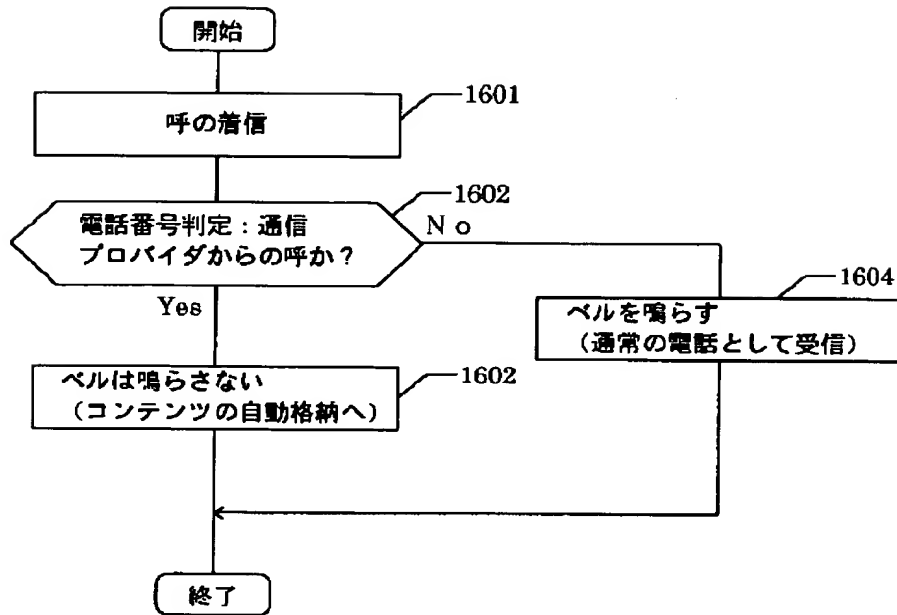 開始
1601
呼の着信
1602
電話番号判定：通信
プロバイダからの呼か？
No
Yes
1604
ベルを鳴らす
（通常の電話として受信）
1602
ベルは鳴らさない
（コンテンツの自動格納へ）
終了